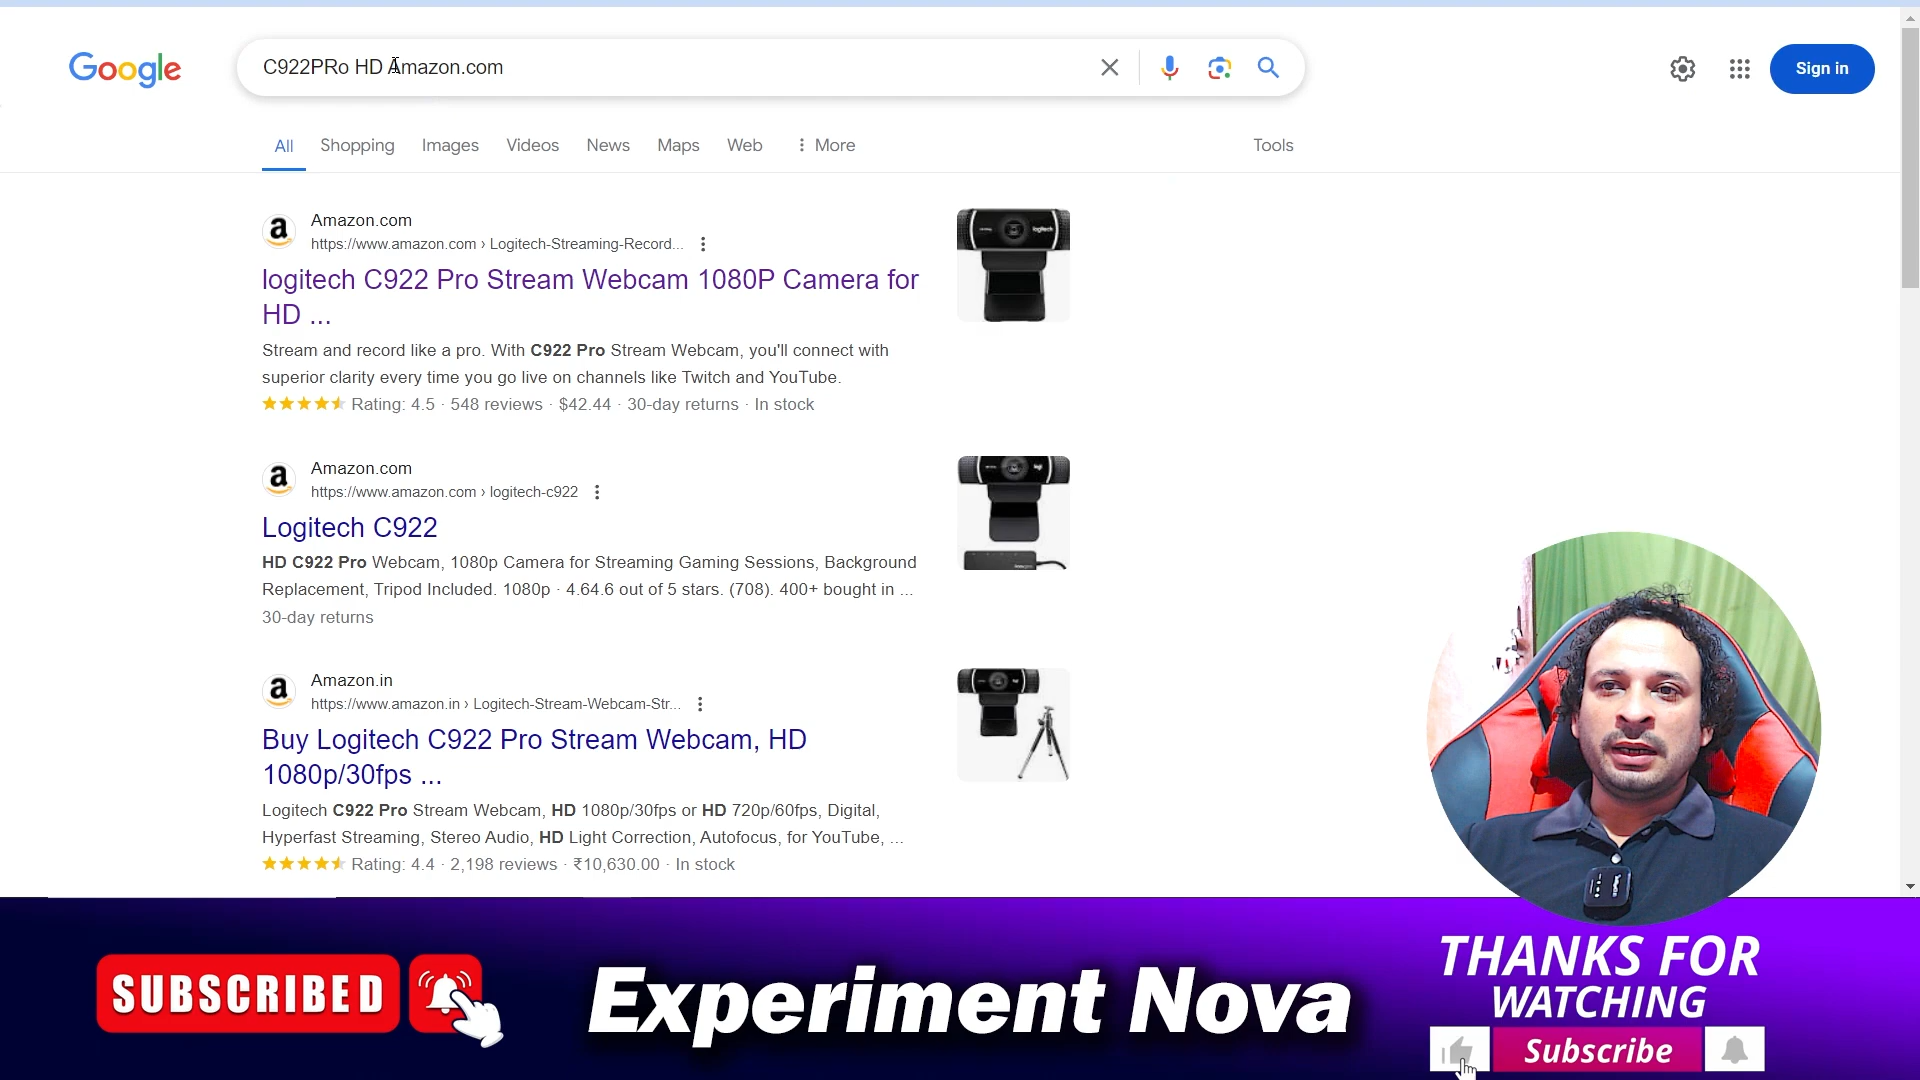 Google
C922PRo HD Amazon.com
Sign in
All Shopping Images Videos News Maps Web More Tools
Amazon.com
https://www.amazon.com › Logitech-Streaming-Record...
logitech C922 Pro Stream Webcam 1080P Camera for
HD ...
Stream and record like a pro. With C922 Pro Stream Webcam, you'll connect with
superior clarity every time you go live on channels like Twitch and YouTube.
Rating: 4.5 · 548 reviews · $42.44 · 30-day returns · In stock
Amazon.com
https://www.amazon.com › logitech-c922
Logitech C922
HD C922 Pro Webcam, 1080p Camera for Streaming Gaming Sessions, Background
Replacement, Tripod Included. 1080p · 4.64.6 out of 5 stars. (708). 400+ bought in ...
30-day returns
Amazon.in
https://www.amazon.in › Logitech-Stream-Webcam-Str...
Buy Logitech C922 Pro Stream Webcam, HD
1080p/30fps ...
Logitech C922 Pro Stream Webcam, HD 1080p/30fps or HD 720p/60fps, Digital,
Hyperfast Streaming, Stereo Audio, HD Light Correction, Autofocus, for YouTube, ...
Rating: 4.4 · 2,198 reviews · ₹10,630.00 · In stock
SUBSCRIBED
Experiment Nova
THANKS FOR
WATCHING
Subscribe